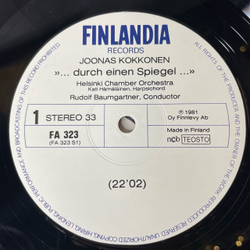 FINLANDIA
RECORDS
JOONAS KOKKONEN
»... durch einen Spiegel ...»
Helsinki Chamber Orchestra
Katri Hämäläinen, Harpsichord
Rudolf Baumgartner, Conductor
1 STEREO 33
℗ 1981
Oy Finnlevy Ab
FA 323
(FA 323 S1)
Made in Finland
ncb TEOSTO
(22'02)